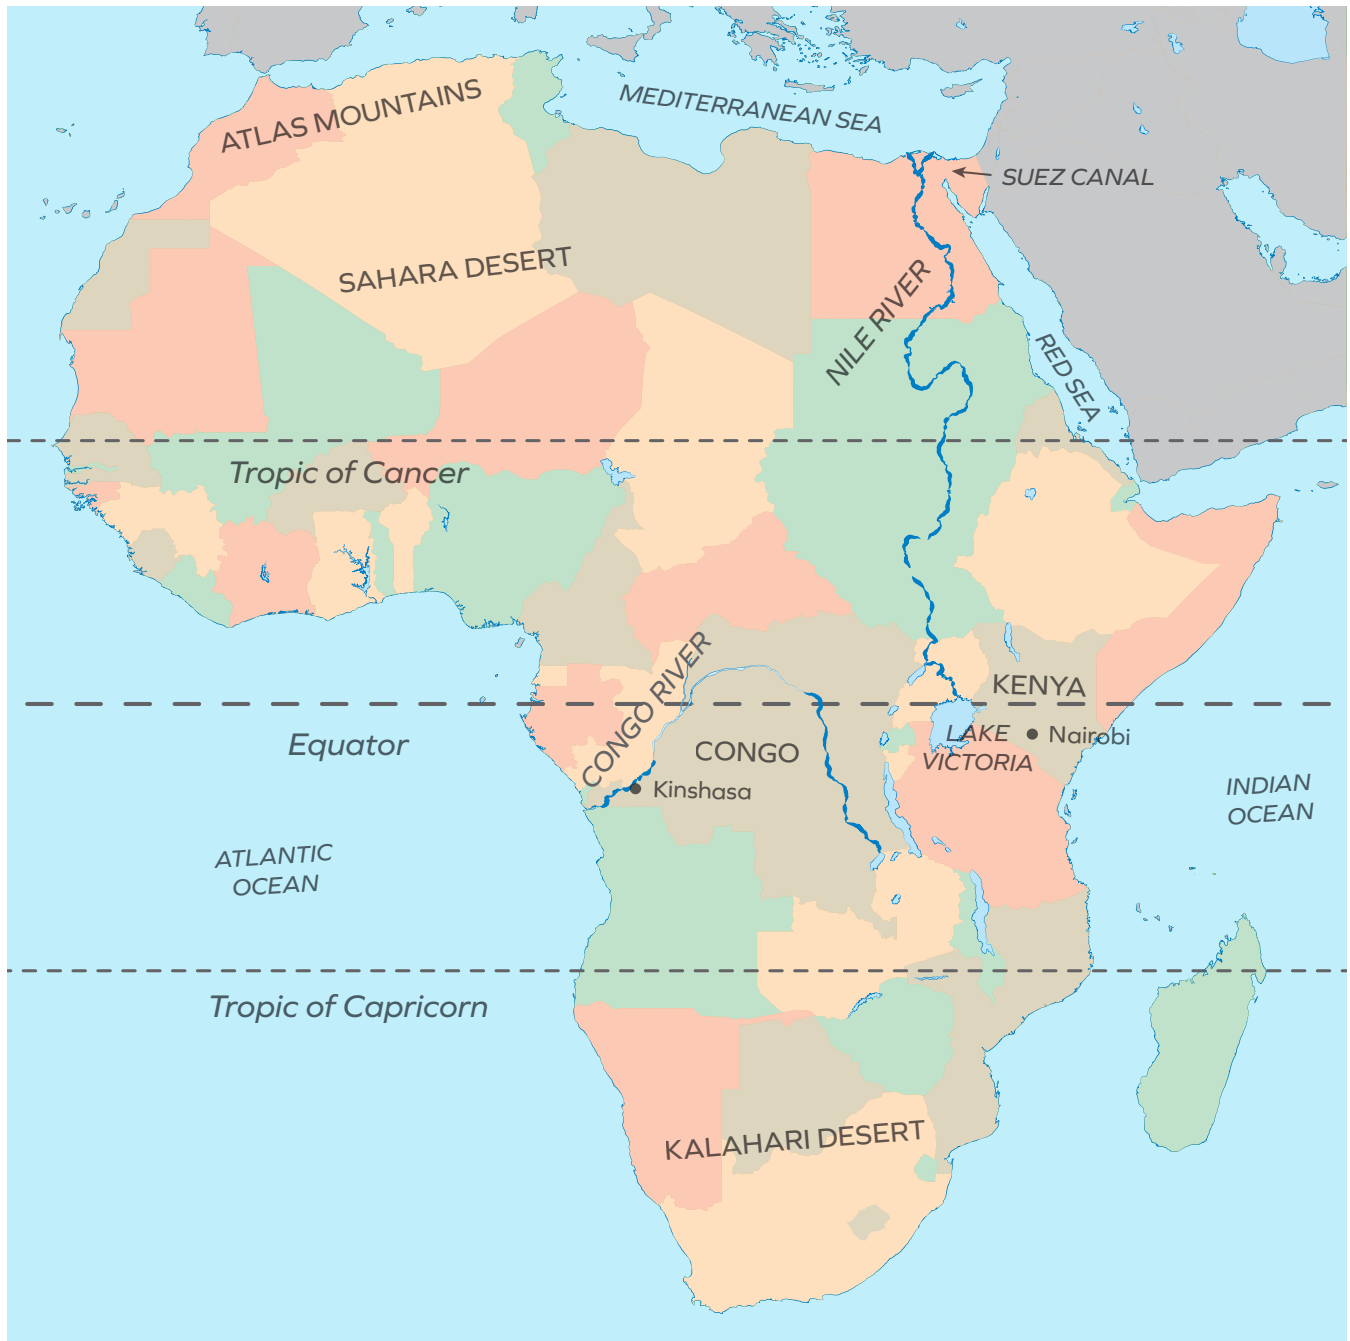 MEDITERRANEAN SEA
ATLAS MOUNTAINS
SUEZ CANAL
SAHARA DESERT
NILE RIVER
RED SEA
Tropic of Cancer
CONGO RIVER
KENYA
Equator
LAKE
VICTORIA
Nairobi
CONGO
Kinshasa
INDIAN
OCEAN
ATLANTIC
OCEAN
Tropic of Capricorn
KALAHARI DESERT